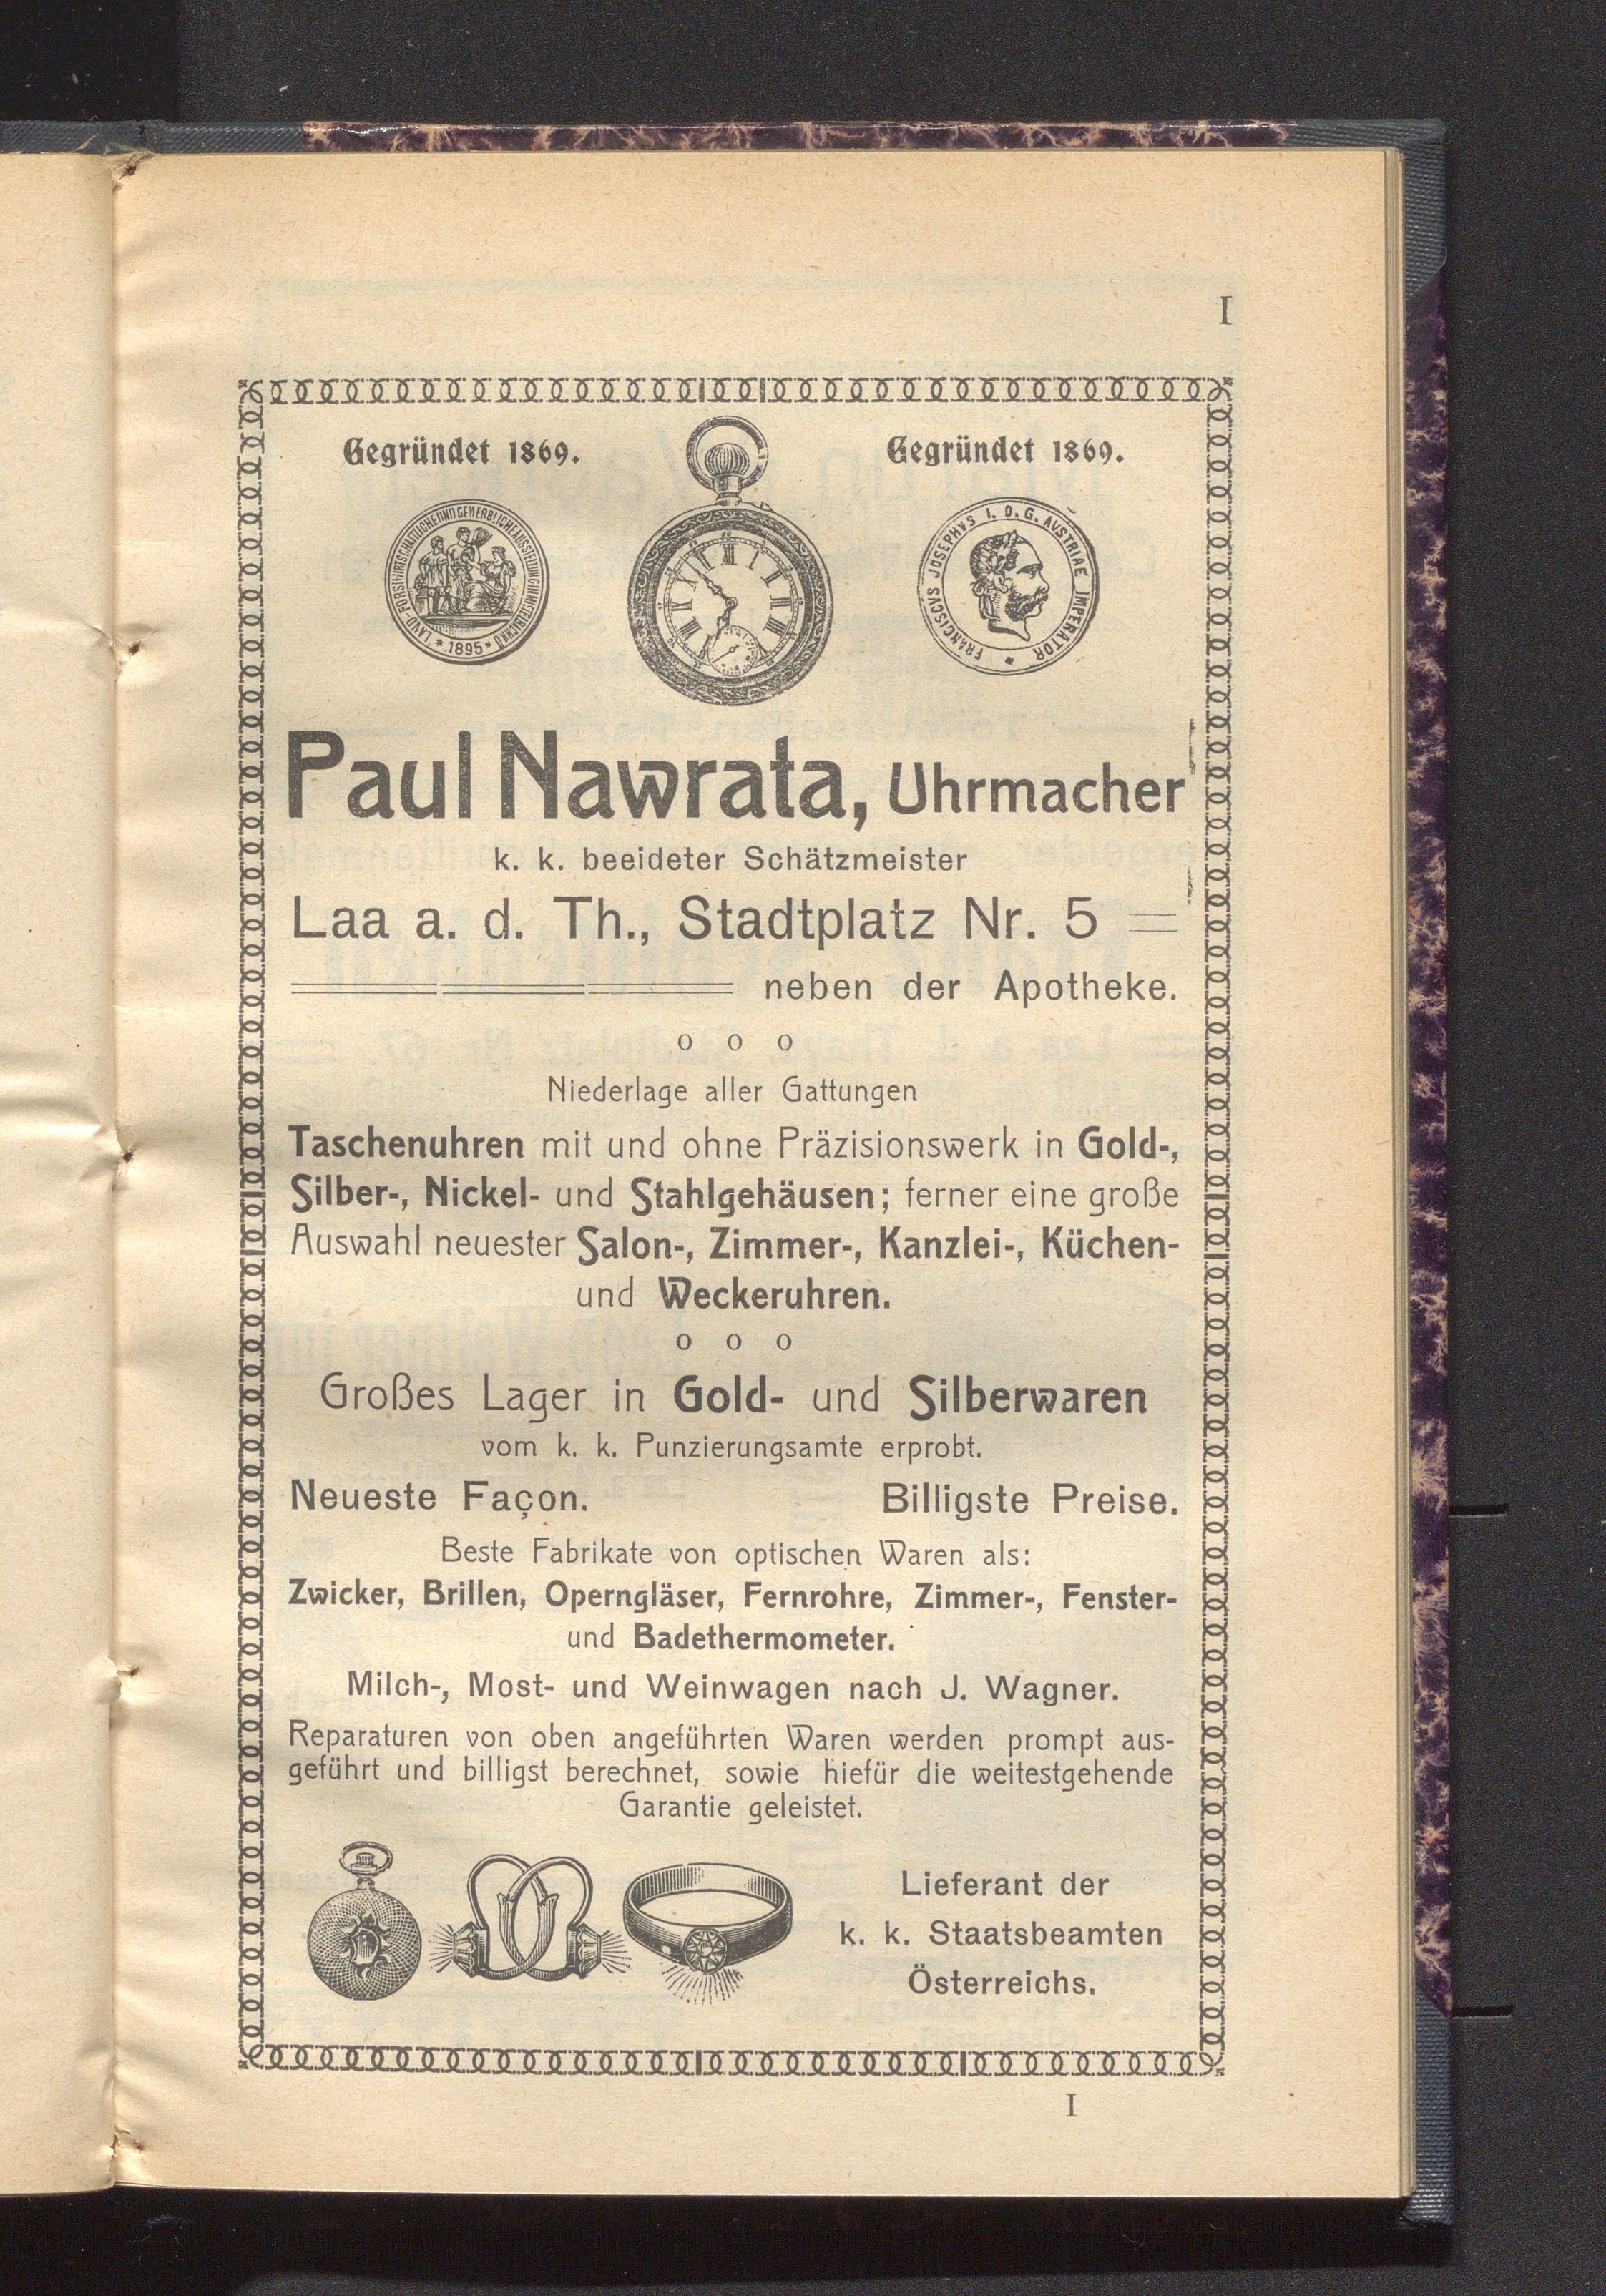 I
Gegründet 1869.
Gegründet 1869.
LAND-FORSTWIRTSCHAFTLICHE UND GEWERBLICHE AUSSTELLUNG IN MISTELBACH
* 1895 *
FRANCISCVS JOSEPHVS I. D. G. AVSTRIAE IMPERATOR *
Paul Nawrata, Uhrmacher
k. k. beeideter Schätzmeister
Laa a. d. Th., Stadtplatz Nr. 5
neben der Apotheke.
o o o
Niederlage aller Gattungen
Taschenuhren mit und ohne Präzisionswerk in Gold-,
Silber-, Nickel- und Stahlgehäusen; ferner eine große
Auswahl neuester Salon-, Zimmer-, Kanzlei-, Küchen-
und Weckeruhren.
o o o
Großes Lager in Gold- und Silberwaren
vom k. k. Punzierungsamte erprobt.
Neueste Façon. Billigste Preise.
Beste Fabrikate von optischen Waren als:
Zwicker, Brillen, Operngläser, Fernrohre, Zimmer-, Fenster-
und Badethermometer.
Milch-, Most- und Weinwagen nach J. Wagner.
Reparaturen von oben angeführten Waren werden prompt aus-
geführt und billigst berechnet, sowie hiefür die weitestgehende
Garantie geleistet.
Lieferant der
k. k. Staatsbeamten
Österreichs.
I